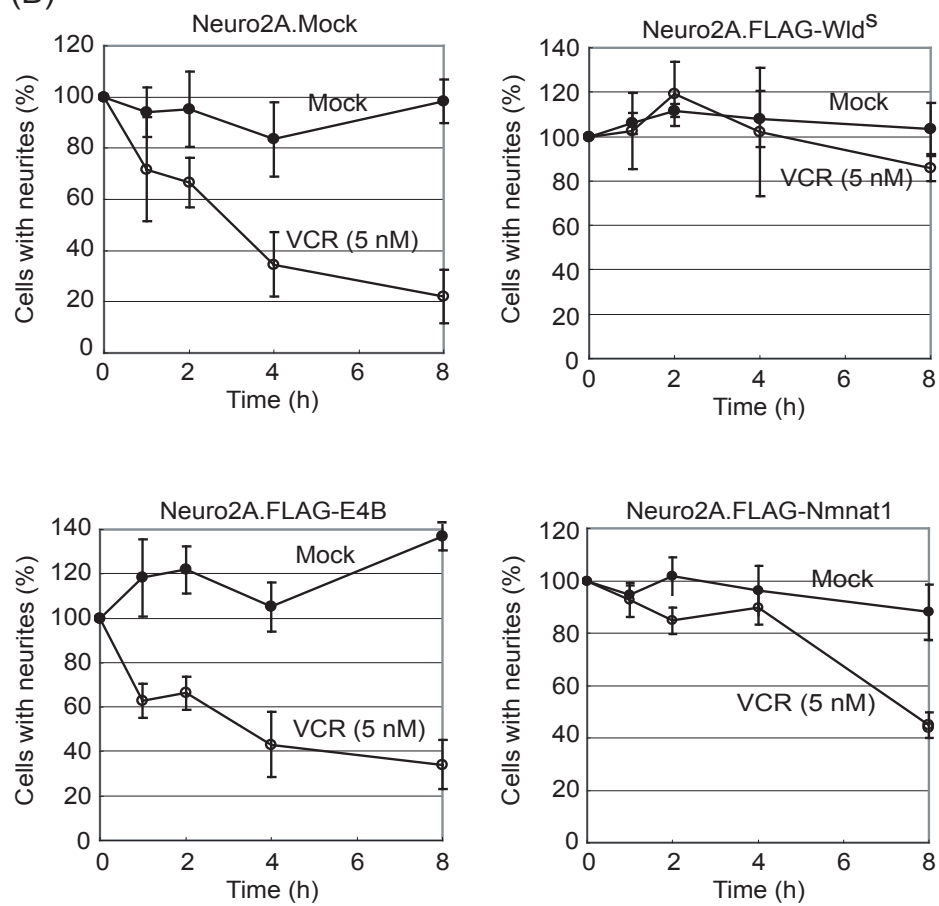 (B)
Neuro2A.Mock
Cells with neurites (%)
120
100
80
60
40
20
0
Mock
VCR (5 nM)
0 2 4 6 8
Time (h)
Neuro2A.FLAG-Wldˢ
Cells with neurites (%)
140
120
100
80
60
40
20
0
Mock
VCR (5 nM)
0 2 4 6 8
Time (h)
Neuro2A.FLAG-E4B
Cells with neurites (%)
140
120
100
80
60
40
20
0
Mock
VCR (5 nM)
0 2 4 6 8
Time (h)
Neuro2A.FLAG-Nmnat1
Cells with neurites (%)
120
100
80
60
40
20
0
Mock
VCR (5 nM)
0 2 4 6 8
Time (h)